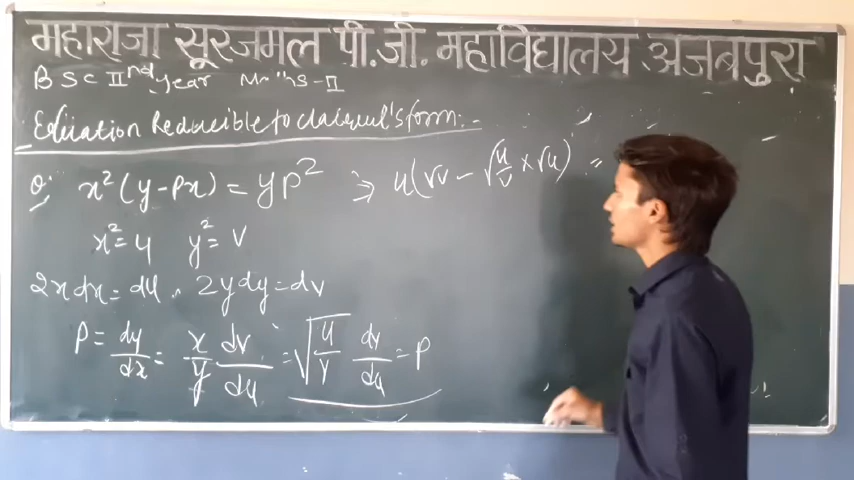 महाराजा सूरजमल पी.जी. महाविद्यालय अजबपुरा
BSC IInd year Maths-II
Equation Reducible to Claireut's form:-
Q: x²(y-Px) = yP² ⇒ u(√v - √(u/v) × √u) =
x² = u y² = v
2x dx = du, 2y dy = dv
P = dy/dx = x/y dv/du = √(u/v) dv/du = P